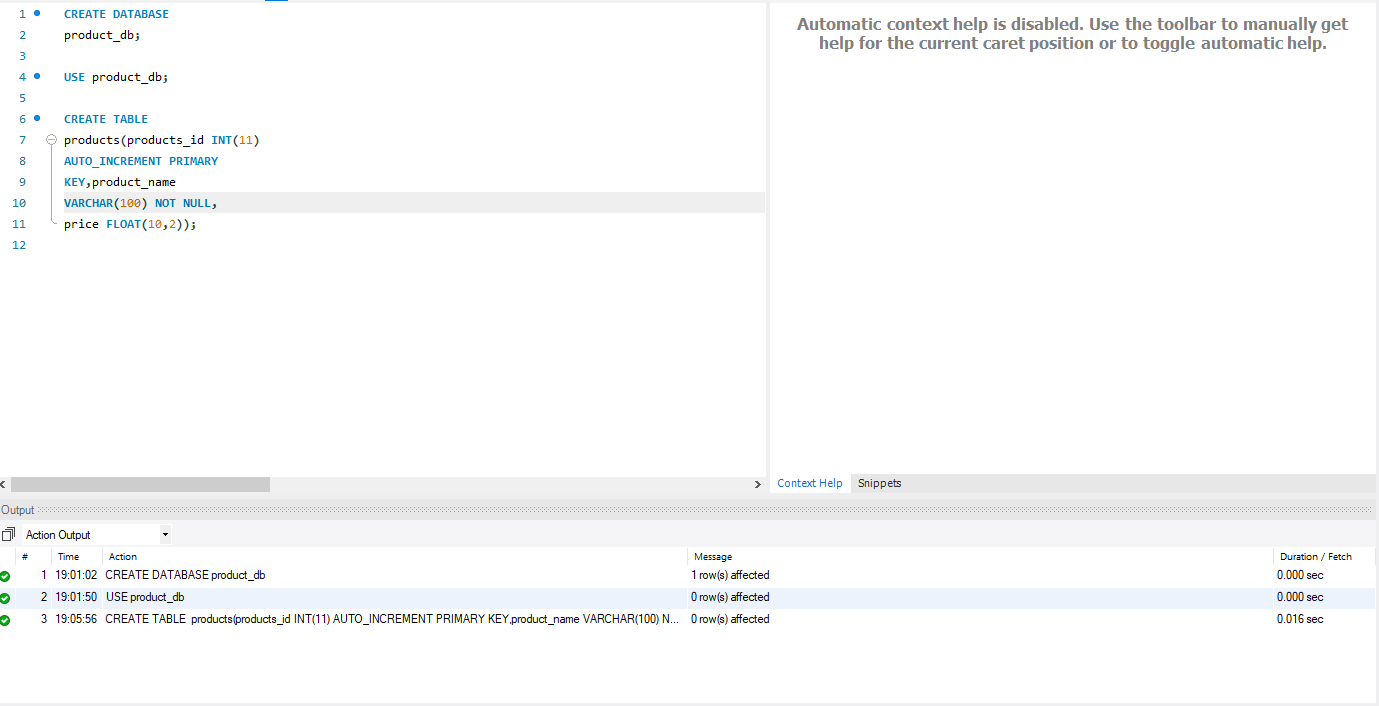 1 CREATE DATABASE
2 product_db;
3
4 USE product_db;
5
6 CREATE TABLE
7 products(products_id INT(11)
8 AUTO_INCREMENT PRIMARY
9 KEY,product_name
10 VARCHAR(100) NOT NULL,
11 price FLOAT(10,2));
12
Automatic context help is disabled. Use the toolbar to manually get
help for the current caret position or to toggle automatic help.
Context Help Snippets
Output
Action Output
# Time Action Message Duration / Fetch
1 19:01:02 CREATE DATABASE product_db 1 row(s) affected 0.000 sec
2 19:01:50 USE product_db 0 row(s) affected 0.000 sec
3 19:05:56 CREATE TABLE products(products_id INT(11) AUTO_INCREMENT PRIMARY KEY,product_name VARCHAR(100) N... 0 row(s) affected 0.016 sec